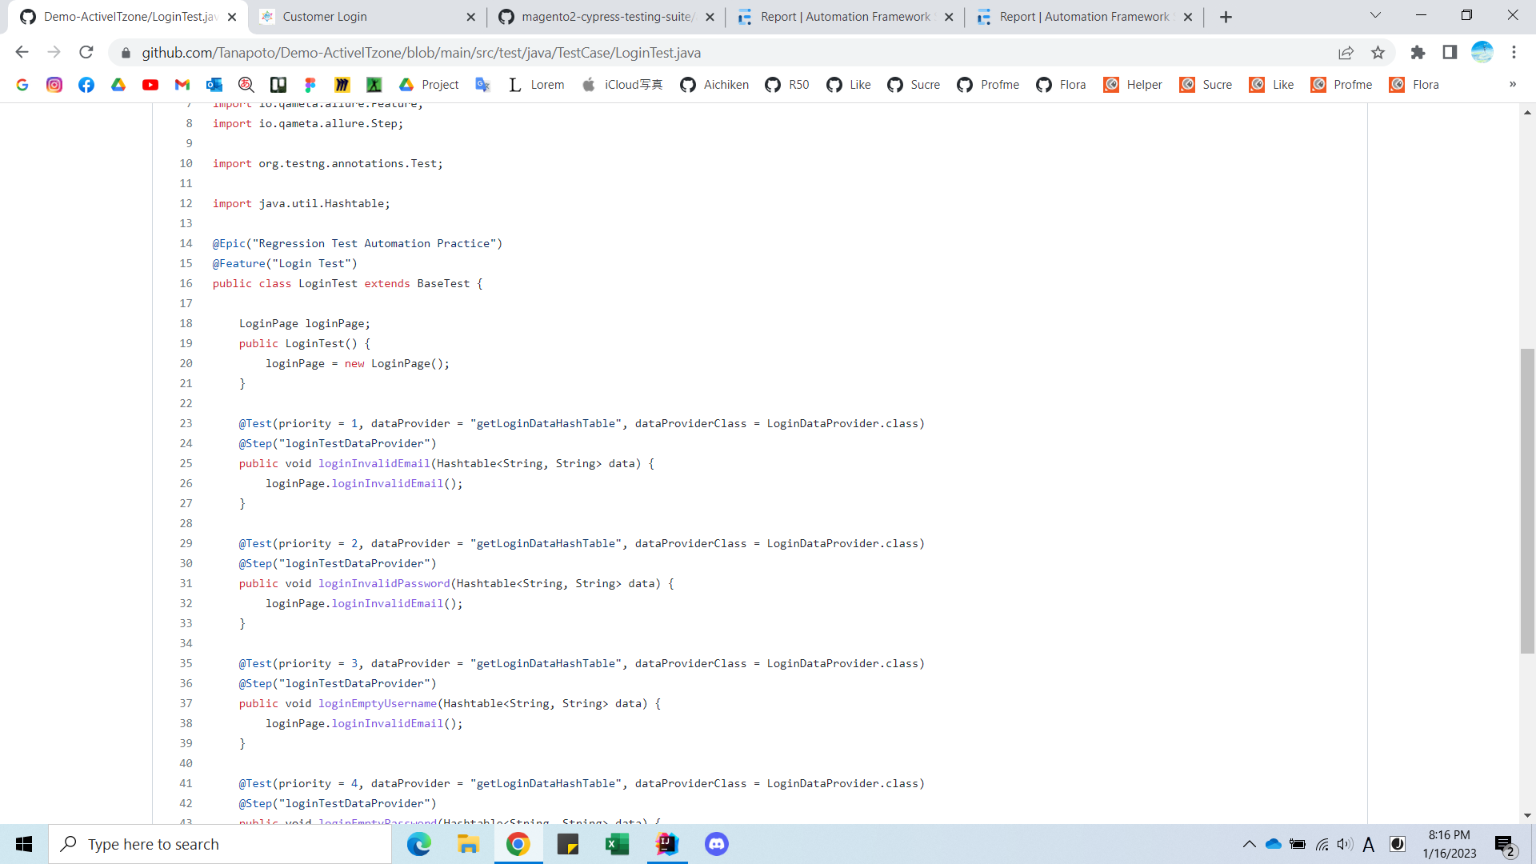 Demo-ActiveITzone/LoginTest.jav
Customer Login
magento2-cypress-testing-suite/
Report | Automation Framework S
Report | Automation Framework S
github.com/Tanapoto/Demo-ActiveITzone/blob/main/src/test/java/TestCase/LoginTest.java
Project
Lorem
iCloud写真
Aichiken
R50
Like
Sucre
Profme
Flora
Helper
Sucre
Like
Profme
Flora
»
7 import io.qameta.allure.Feature;
8 import io.qameta.allure.Step;
9
10 import org.testng.annotations.Test;
11
12 import java.util.Hashtable;
13
14 @Epic("Regression Test Automation Practice")
15 @Feature("Login Test")
16 public class LoginTest extends BaseTest {
17
18 LoginPage loginPage;
19 public LoginTest() {
20 loginPage = new LoginPage();
21 }
22
23 @Test(priority = 1, dataProvider = "getLoginDataHashTable", dataProviderClass = LoginDataProvider.class)
24 @Step("loginTestDataProvider")
25 public void loginInvalidEmail(Hashtable<String, String> data) {
26 loginPage.loginInvalidEmail();
27 }
28
29 @Test(priority = 2, dataProvider = "getLoginDataHashTable", dataProviderClass = LoginDataProvider.class)
30 @Step("loginTestDataProvider")
31 public void loginInvalidPassword(Hashtable<String, String> data) {
32 loginPage.loginInvalidEmail();
33 }
34
35 @Test(priority = 3, dataProvider = "getLoginDataHashTable", dataProviderClass = LoginDataProvider.class)
36 @Step("loginTestDataProvider")
37 public void loginEmptyUsername(Hashtable<String, String> data) {
38 loginPage.loginInvalidEmail();
39 }
40
41 @Test(priority = 4, dataProvider = "getLoginDataHashTable", dataProviderClass = LoginDataProvider.class)
42 @Step("loginTestDataProvider")
43 public void loginEmptyPassword(Hashtable<String, String> data) {
Type here to search
A
8:16 PM
1/16/2023
2